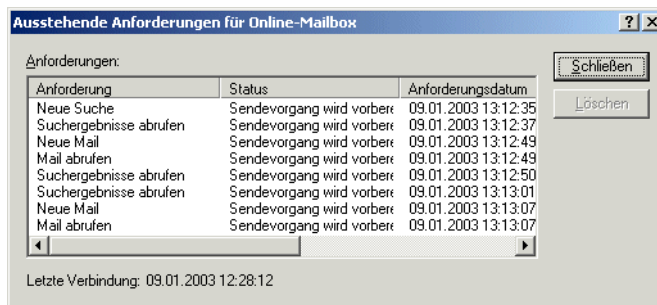 Ausstehende Anforderungen für Online-Mailbox
Anforderungen:
Schließen
Löschen
Anforderung Status Anforderungsdatum
Neue Suche Sendevorgang wird vorbere 09.01.2003 13:12:35
Suchergebnisse abrufen Sendevorgang wird vorbere 09.01.2003 13:12:37
Neue Mail Sendevorgang wird vorbere 09.01.2003 13:12:49
Mail abrufen Sendevorgang wird vorbere 09.01.2003 13:12:49
Suchergebnisse abrufen Sendevorgang wird vorbere 09.01.2003 13:12:50
Suchergebnisse abrufen Sendevorgang wird vorbere 09.01.2003 13:13:01
Neue Mail Sendevorgang wird vorbere 09.01.2003 13:13:07
Mail abrufen Sendevorgang wird vorbere 09.01.2003 13:13:07
Letzte Verbindung: 09.01.2003 12:28:12